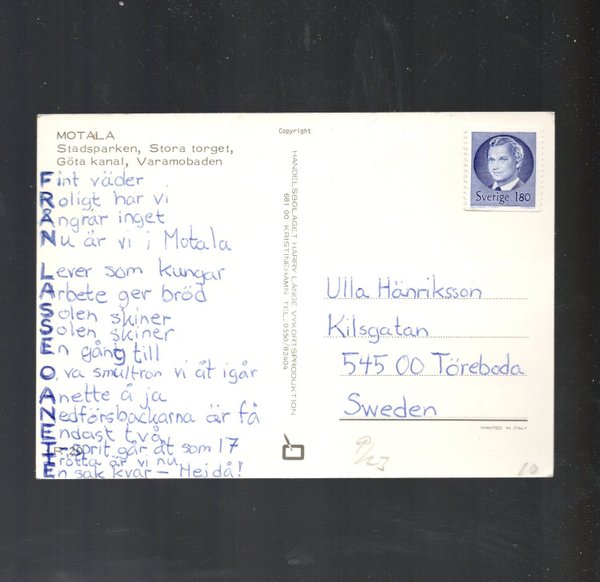 MOTALA
Stadsparken, Stora torget,
Göta kanal, Varamobaden
Fint väder
Roligt har vi
Ångrar inget
Nu är vi i Motala
Lever som kungar
Arbete ger bröd
Solen skiner
Solen skiner
En gång till
O, va smultron vi åt igår
Anette å ja
Nedförsbackarna är få
Endast två
T-sprit går åt som 17
Trötta är vi nu
En sak kvar – Hejdå!
Copyright
HANDELSBOLAGET HARRY LANGE VYKORTSPRODUKTION
681 00 KRISTINEHAMN TEL. 0550/82404
Sverige 180
Ulla Hänriksson
Kilsgatan
545 00 Töreboda
Sweden
PRINTED IN ITALY
9/23
10